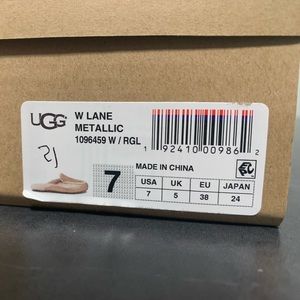 UGG
W LANE
METALLIC
1096459 W / RGL
1 92410 00986 2
21
7
MADE IN CHINA
USA UK EU JAPAN
7 5 38 24